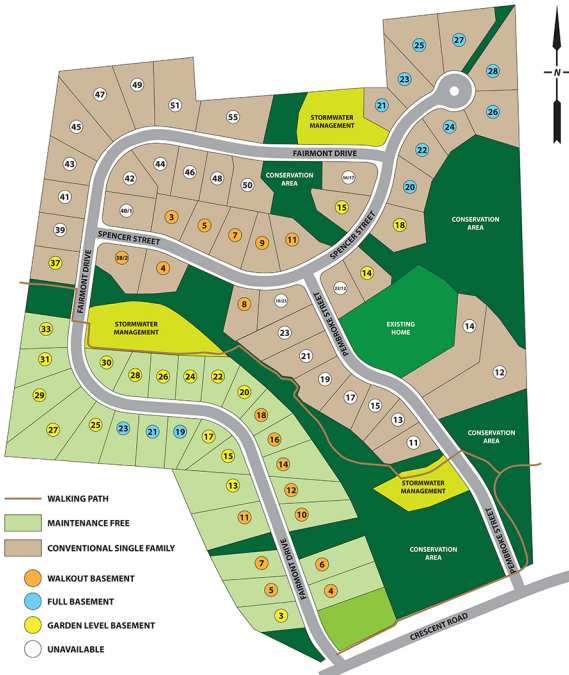 25
27
28
23
26
24
21
22
20
18
49
47
51
55
45
43
41
39
37
STORMWATER
MANAGEMENT
FAIRMONT DRIVE
44
46
48
50
42
40/1
CONSERVATION
AREA
15
CONSERVATION
AREA
3
5
7
9
11
SPENCER STREET
SPENCER STREET
38/2
4
14
FAIRMONT DRIVE
8
23
21
19
17
15
13
11
PEMBROKE STREET
EXISTING
HOME
14
12
STORMWATER
MANAGEMENT
33
31
29
27
25
23
21
19
17
15
13
11
30
28
26
24
22
20
18
16
14
12
10
CONSERVATION
AREA
STORMWATER
MANAGEMENT
CONSERVATION
AREA
PEMBROKE STREET
FAIRMONT DRIVE
7
5
3
6
4
CRESCENT ROAD
N
WALKING PATH
MAINTENANCE FREE
CONVENTIONAL SINGLE FAMILY
WALKOUT BASEMENT
FULL BASEMENT
GARDEN LEVEL BASEMENT
UNAVAILABLE